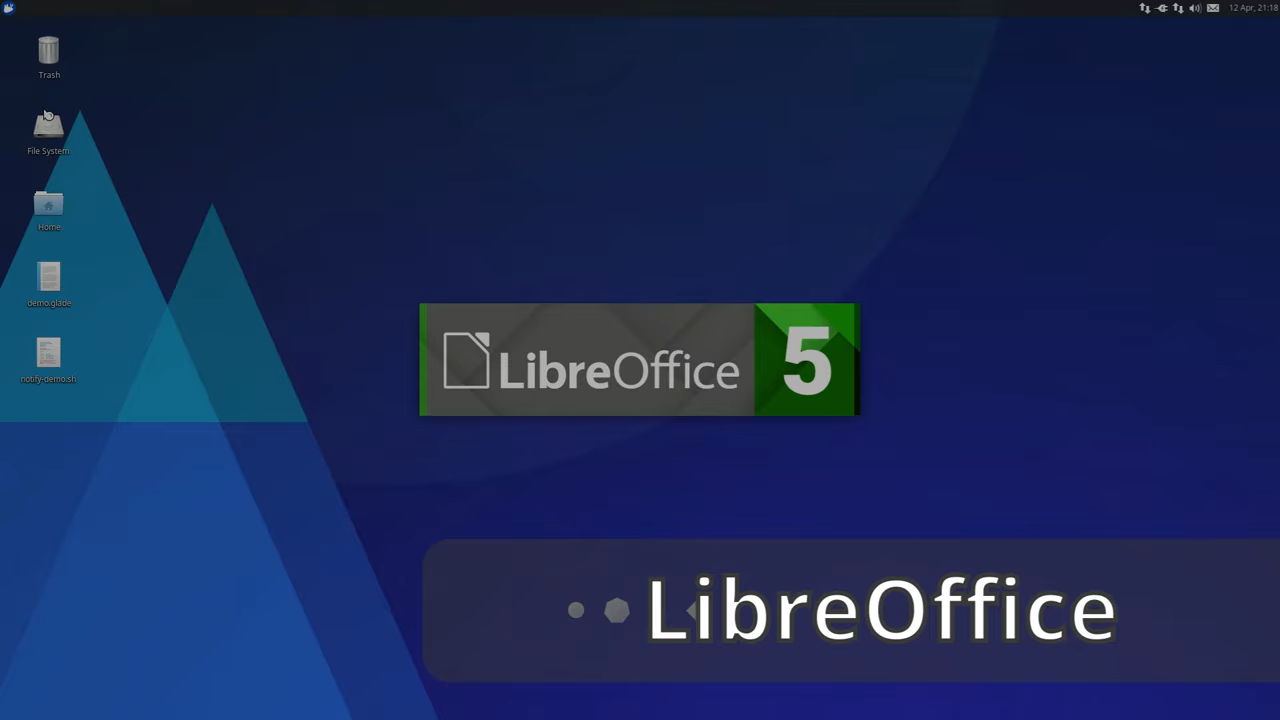 12 Apr, 21:18
Trash
File System
Home
demo.glade
notify-demo.sh
LibreOffice 5
LibreOffice